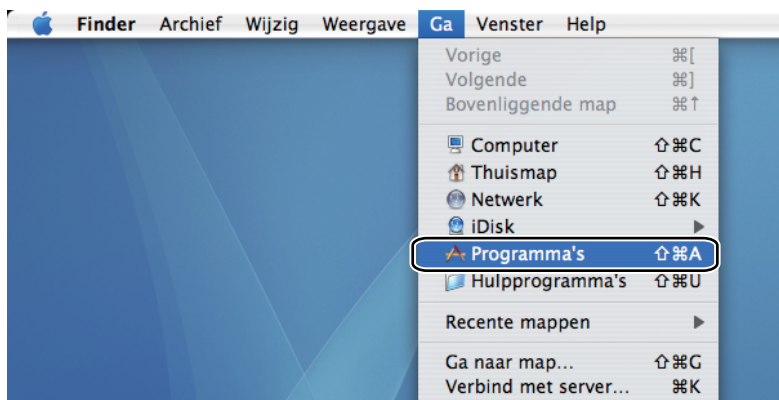 Finder Archief Wijzig Weergave Ga Venster Help
Vorige ⌘[
Volgende ⌘]
Bovenliggende map ⌘↑
Computer ⇧⌘C
Thuismap ⇧⌘H
Netwerk ⇧⌘K
iDisk ▶
Programma's ⇧⌘A
Hulpprogramma's ⇧⌘U
Recente mappen ▶
Ga naar map... ⇧⌘G
Verbind met server... ⌘K